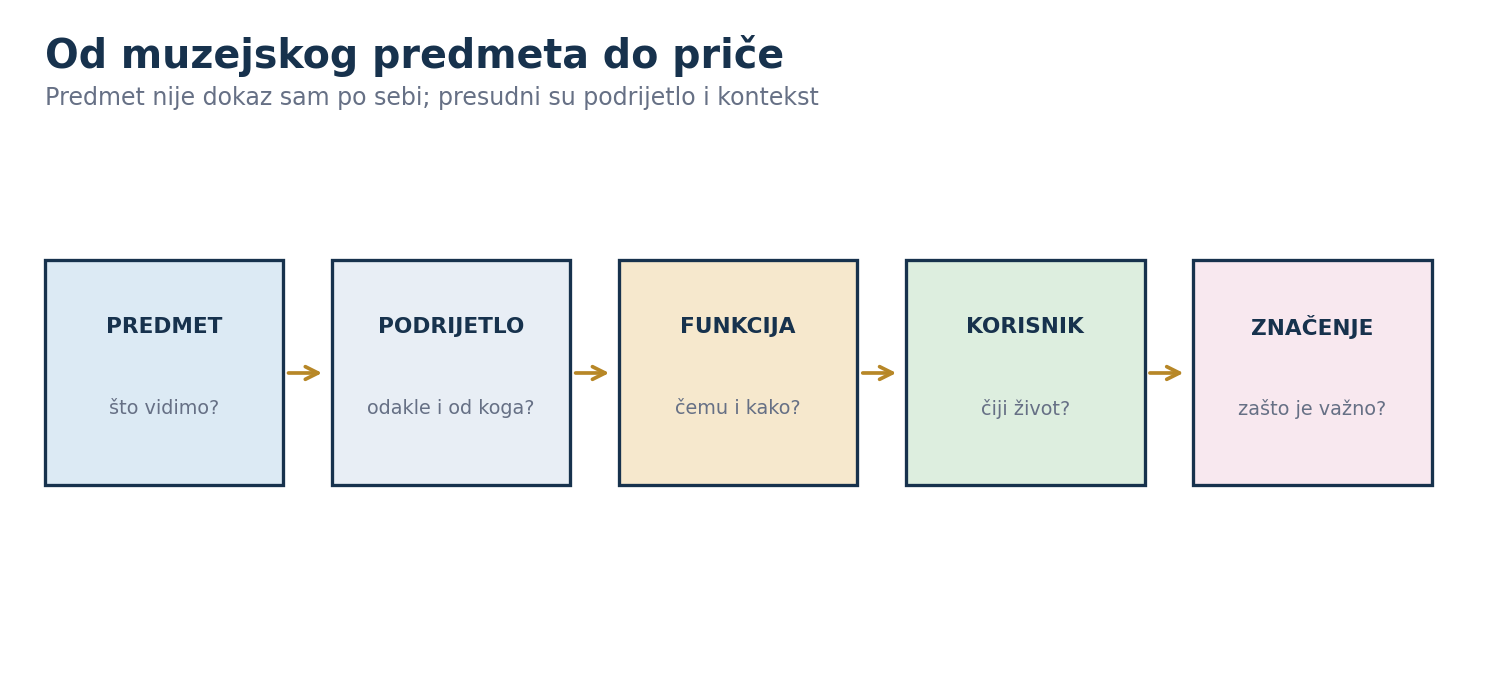 Od muzejskog predmeta do priče
Predmet nije dokaz sam po sebi; presudni su podrijetlo i kontekst
PREDMET
što vidimo?
PODRIJETLO
odakle i od koga?
FUNKCIJA
čemu i kako?
KORISNIK
čiji život?
ZNAČENJE
zašto je važno?